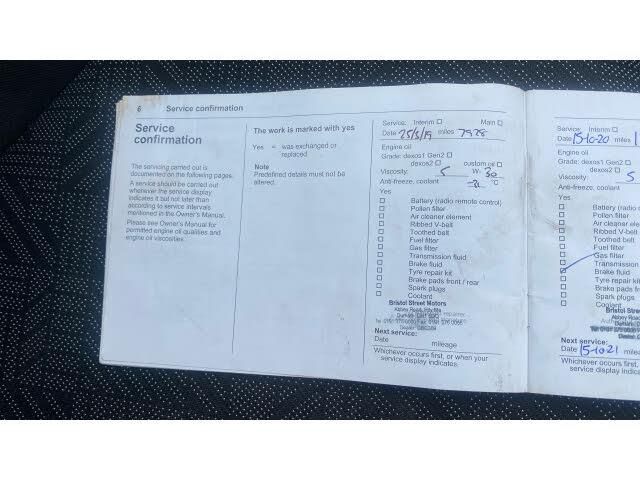 6 Service confirmation
Service
confirmation
The servicing carried out is
documented on the following pages.
A service should be carried out
whenever the service display
indicates it but not later than
according to service intervals
mentioned in the Owner's Manual.
Please see Owner's Manual for
permitted engine oil qualities and
engine oil viscosities.
The work is marked with yes
Yes = was exchanged or
replaced
Note
Predefined details must not be
altered.
Service: Interim ☐ Main ☐
Date 25/5/19 miles 7978
Engine oil
Grade: dexos1 Gen2 ☐
dexos2 ☐ custom oil ☐
Viscosity: 5 W- 30
Anti-freeze, coolant °C
Yes
☐ Battery (radio remote control)
☐ Pollen filter
☐ Air cleaner element
☐ Ribbed V-belt
☐ Toothed belt
☐ Fuel filter
☐ Gas filter
☐ Transmission fluid
☐ Brake fluid
☐ Tyre repair kit
☐ Brake pads front / rear
☐ Spark plugs
☐ Coolant
Bristol Street Motors
Next service:
Date mileage
Whichever occurs first, or when your
service display indicates.
Service: Interim ☐
Date 15-10-20 miles
Engine oil
Grade: dexos1 Gen2 ☐
dexos2 ☐
Viscosity: 5
Anti-freeze, coolant
Yes
Battery (radio
Pollen filter
Air cleaner
Ribbed V-belt
Toothed belt
Fuel filter
Gas filter
Transmission
Brake fluid
Tyre repair kit
Brake pads
Spark plugs
Coolant
Bristol Stre
Abbey Road
Next service:
Date 15-10-21 mileage
Whichever occurs
service display indica